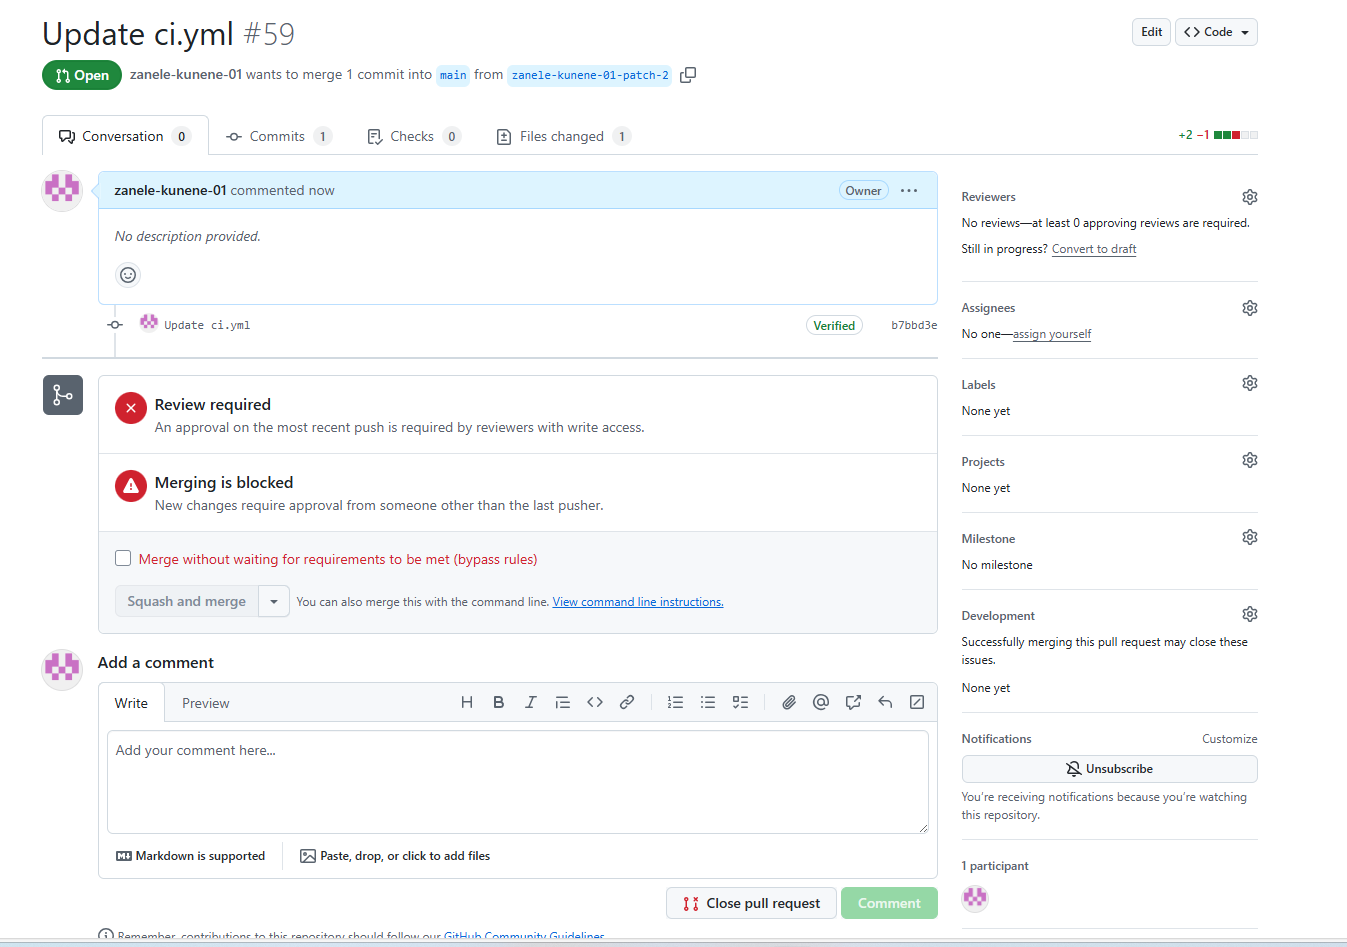 Update ci.yml #59
Edit
Code
Open
zanele-kunene-01 wants to merge 1 commit into main from zanele-kunene-01-patch-2
Conversation 0
Commits 1
Checks 0
Files changed 1
+2 −1
zanele-kunene-01 commented now
Owner
No description provided.
Update ci.yml
Verified
b7bbd3e
Review required
An approval on the most recent push is required by reviewers with write access.
Merging is blocked
New changes require approval from someone other than the last pusher.
Merge without waiting for requirements to be met (bypass rules)
Squash and merge
You can also merge this with the command line. View command line instructions.
Add a comment
Write
Preview
Add your comment here...
Markdown is supported
Paste, drop, or click to add files
Close pull request
Comment
Remember, contributions to this repository should follow our GitHub Community Guidelines
Reviewers
No reviews—at least 0 approving reviews are required.
Still in progress? Convert to draft
Assignees
No one—assign yourself
Labels
None yet
Projects
None yet
Milestone
No milestone
Development
Successfully merging this pull request may close these
issues.
None yet
Notifications
Customize
Unsubscribe
You're receiving notifications because you're watching
this repository.
1 participant